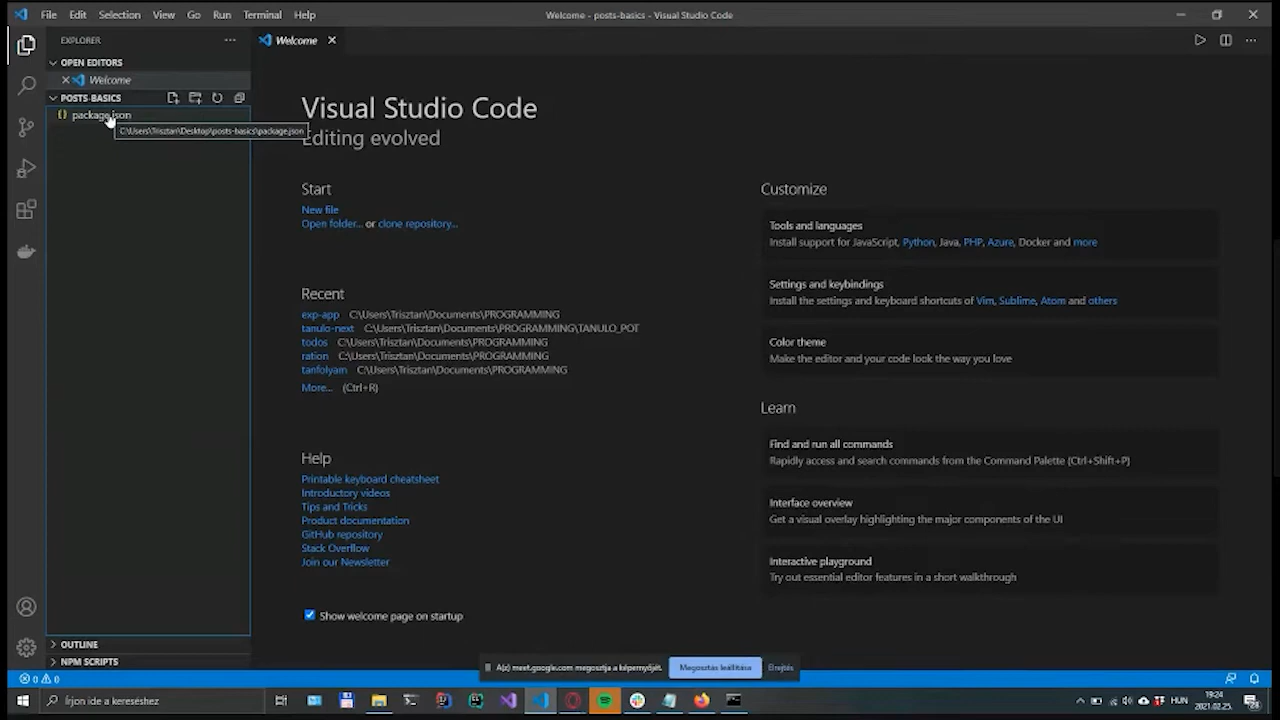 File Edit Selection View Go Run Terminal Help
Welcome - posts-basics - Visual Studio Code
EXPLORER
Welcome
OPEN EDITORS
Welcome
POSTS-BASICS
package.json
C:\Users\Trisztan\Desktop\posts-basics\package.json
Visual Studio Code
Editing evolved
Start
New file
Open folder... or clone repository...
Recent
exp-app C:\Users\Trisztan\Documents\PROGRAMMING
tanulo-next C:\Users\Trisztan\Documents\PROGRAMMING\TANULO_POT
todos C:\Users\Trisztan\Documents\PROGRAMMING
ration C:\Users\Trisztan\Documents\PROGRAMMING
tanfolyam C:\Users\Trisztan\Documents\PROGRAMMING
More... (Ctrl+R)
Help
Printable keyboard cheatsheet
Introductory videos
Tips and Tricks
Product documentation
GitHub repository
Stack Overflow
Join our Newsletter
Show welcome page on startup
Customize
Tools and languages
Install support for JavaScript, Python, Java, PHP, Azure, Docker and more
Settings and keybindings
Install the settings and keyboard shortcuts of Vim, Sublime, Atom and others
Color theme
Make the editor and your code look the way you love
Learn
Find and run all commands
Rapidly access and search commands from the Command Palette (Ctrl+Shift+P)
Interface overview
Get a visual overlay highlighting the major components of the UI
Interactive playground
Try out essential editor features in a short walkthrough
OUTLINE
NPM SCRIPTS
A(z) meet.google.com megosztja a képernyőjét. Megosztás leállítása Elrejtés
0 0
Írjon ide a kereséshez
HUN
19:24
2021.02.25.